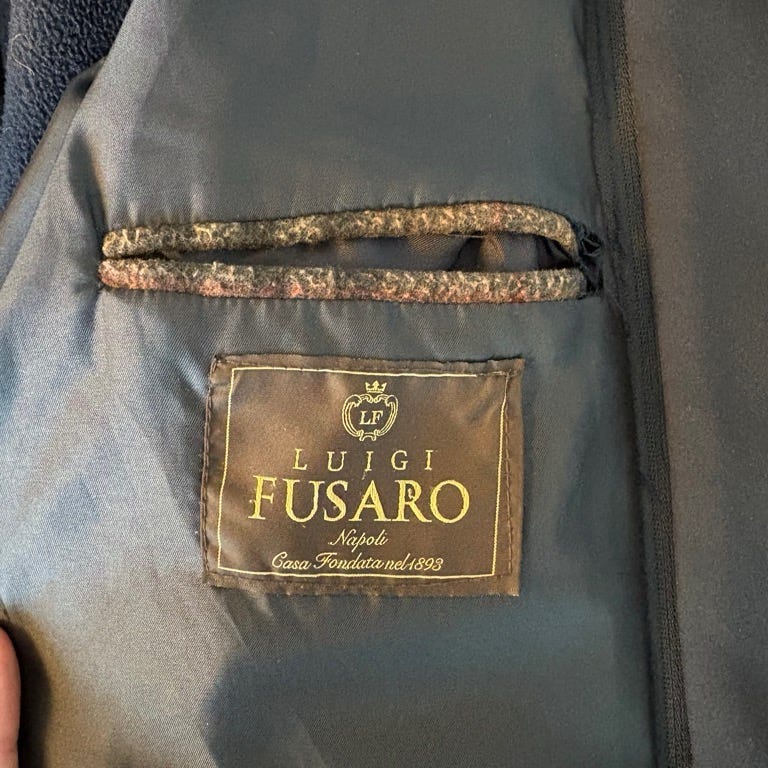 LF
LUIGI
FUSARO
Napoli
Casa Fondata nel 1893